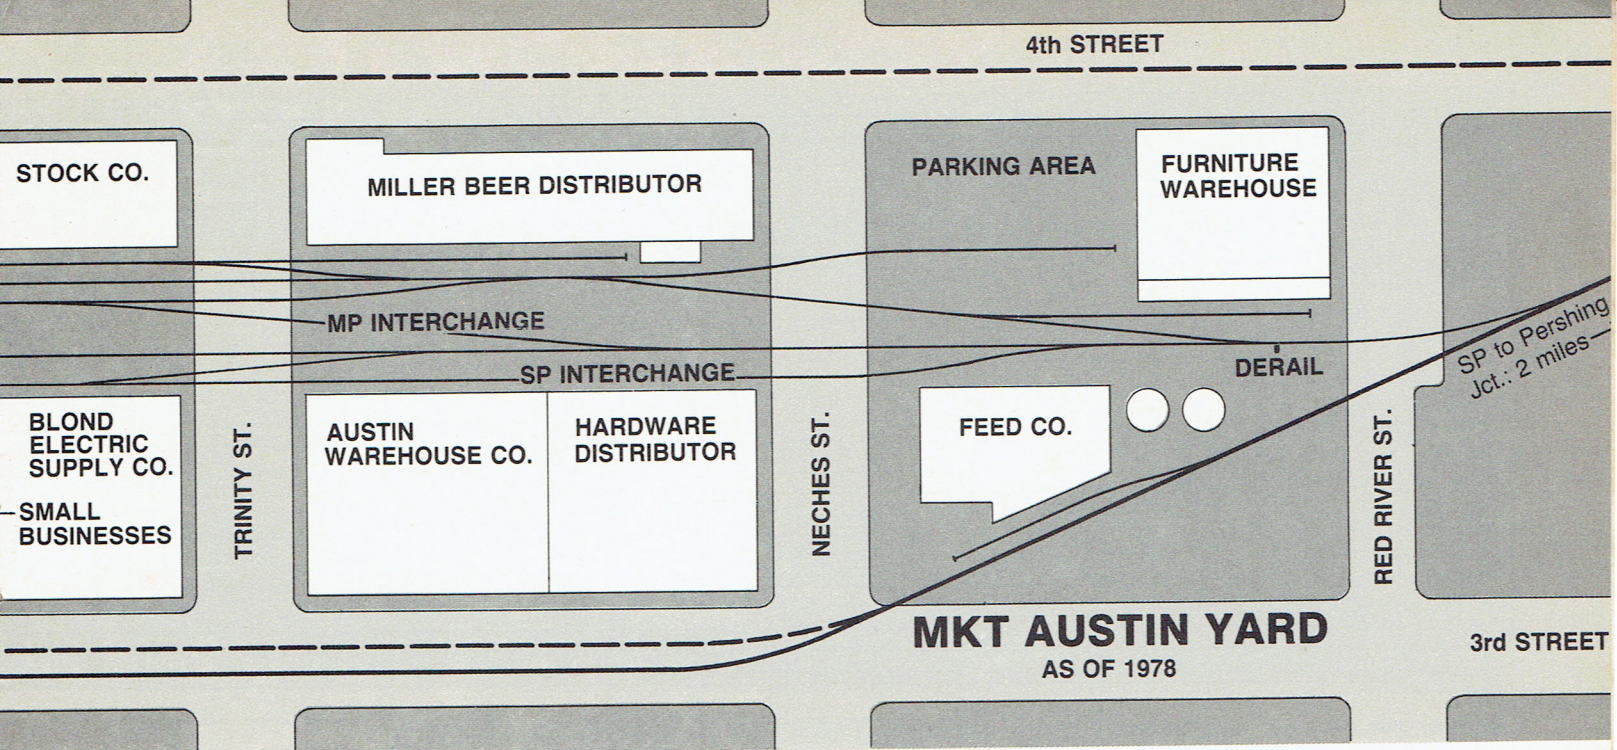 4th STREET
STOCK CO.
MILLER BEER DISTRIBUTOR
PARKING AREA
FURNITURE
WAREHOUSE
MP INTERCHANGE
SP INTERCHANGE
DERAIL
SP to Pershing
Jct.: 2 miles
BLOND
ELECTRIC
SUPPLY CO.
SMALL
BUSINESSES
TRINITY ST.
AUSTIN
WAREHOUSE CO.
HARDWARE
DISTRIBUTOR
NECHES ST.
FEED CO.
RED RIVER ST.
MKT AUSTIN YARD
AS OF 1978
3rd STREET